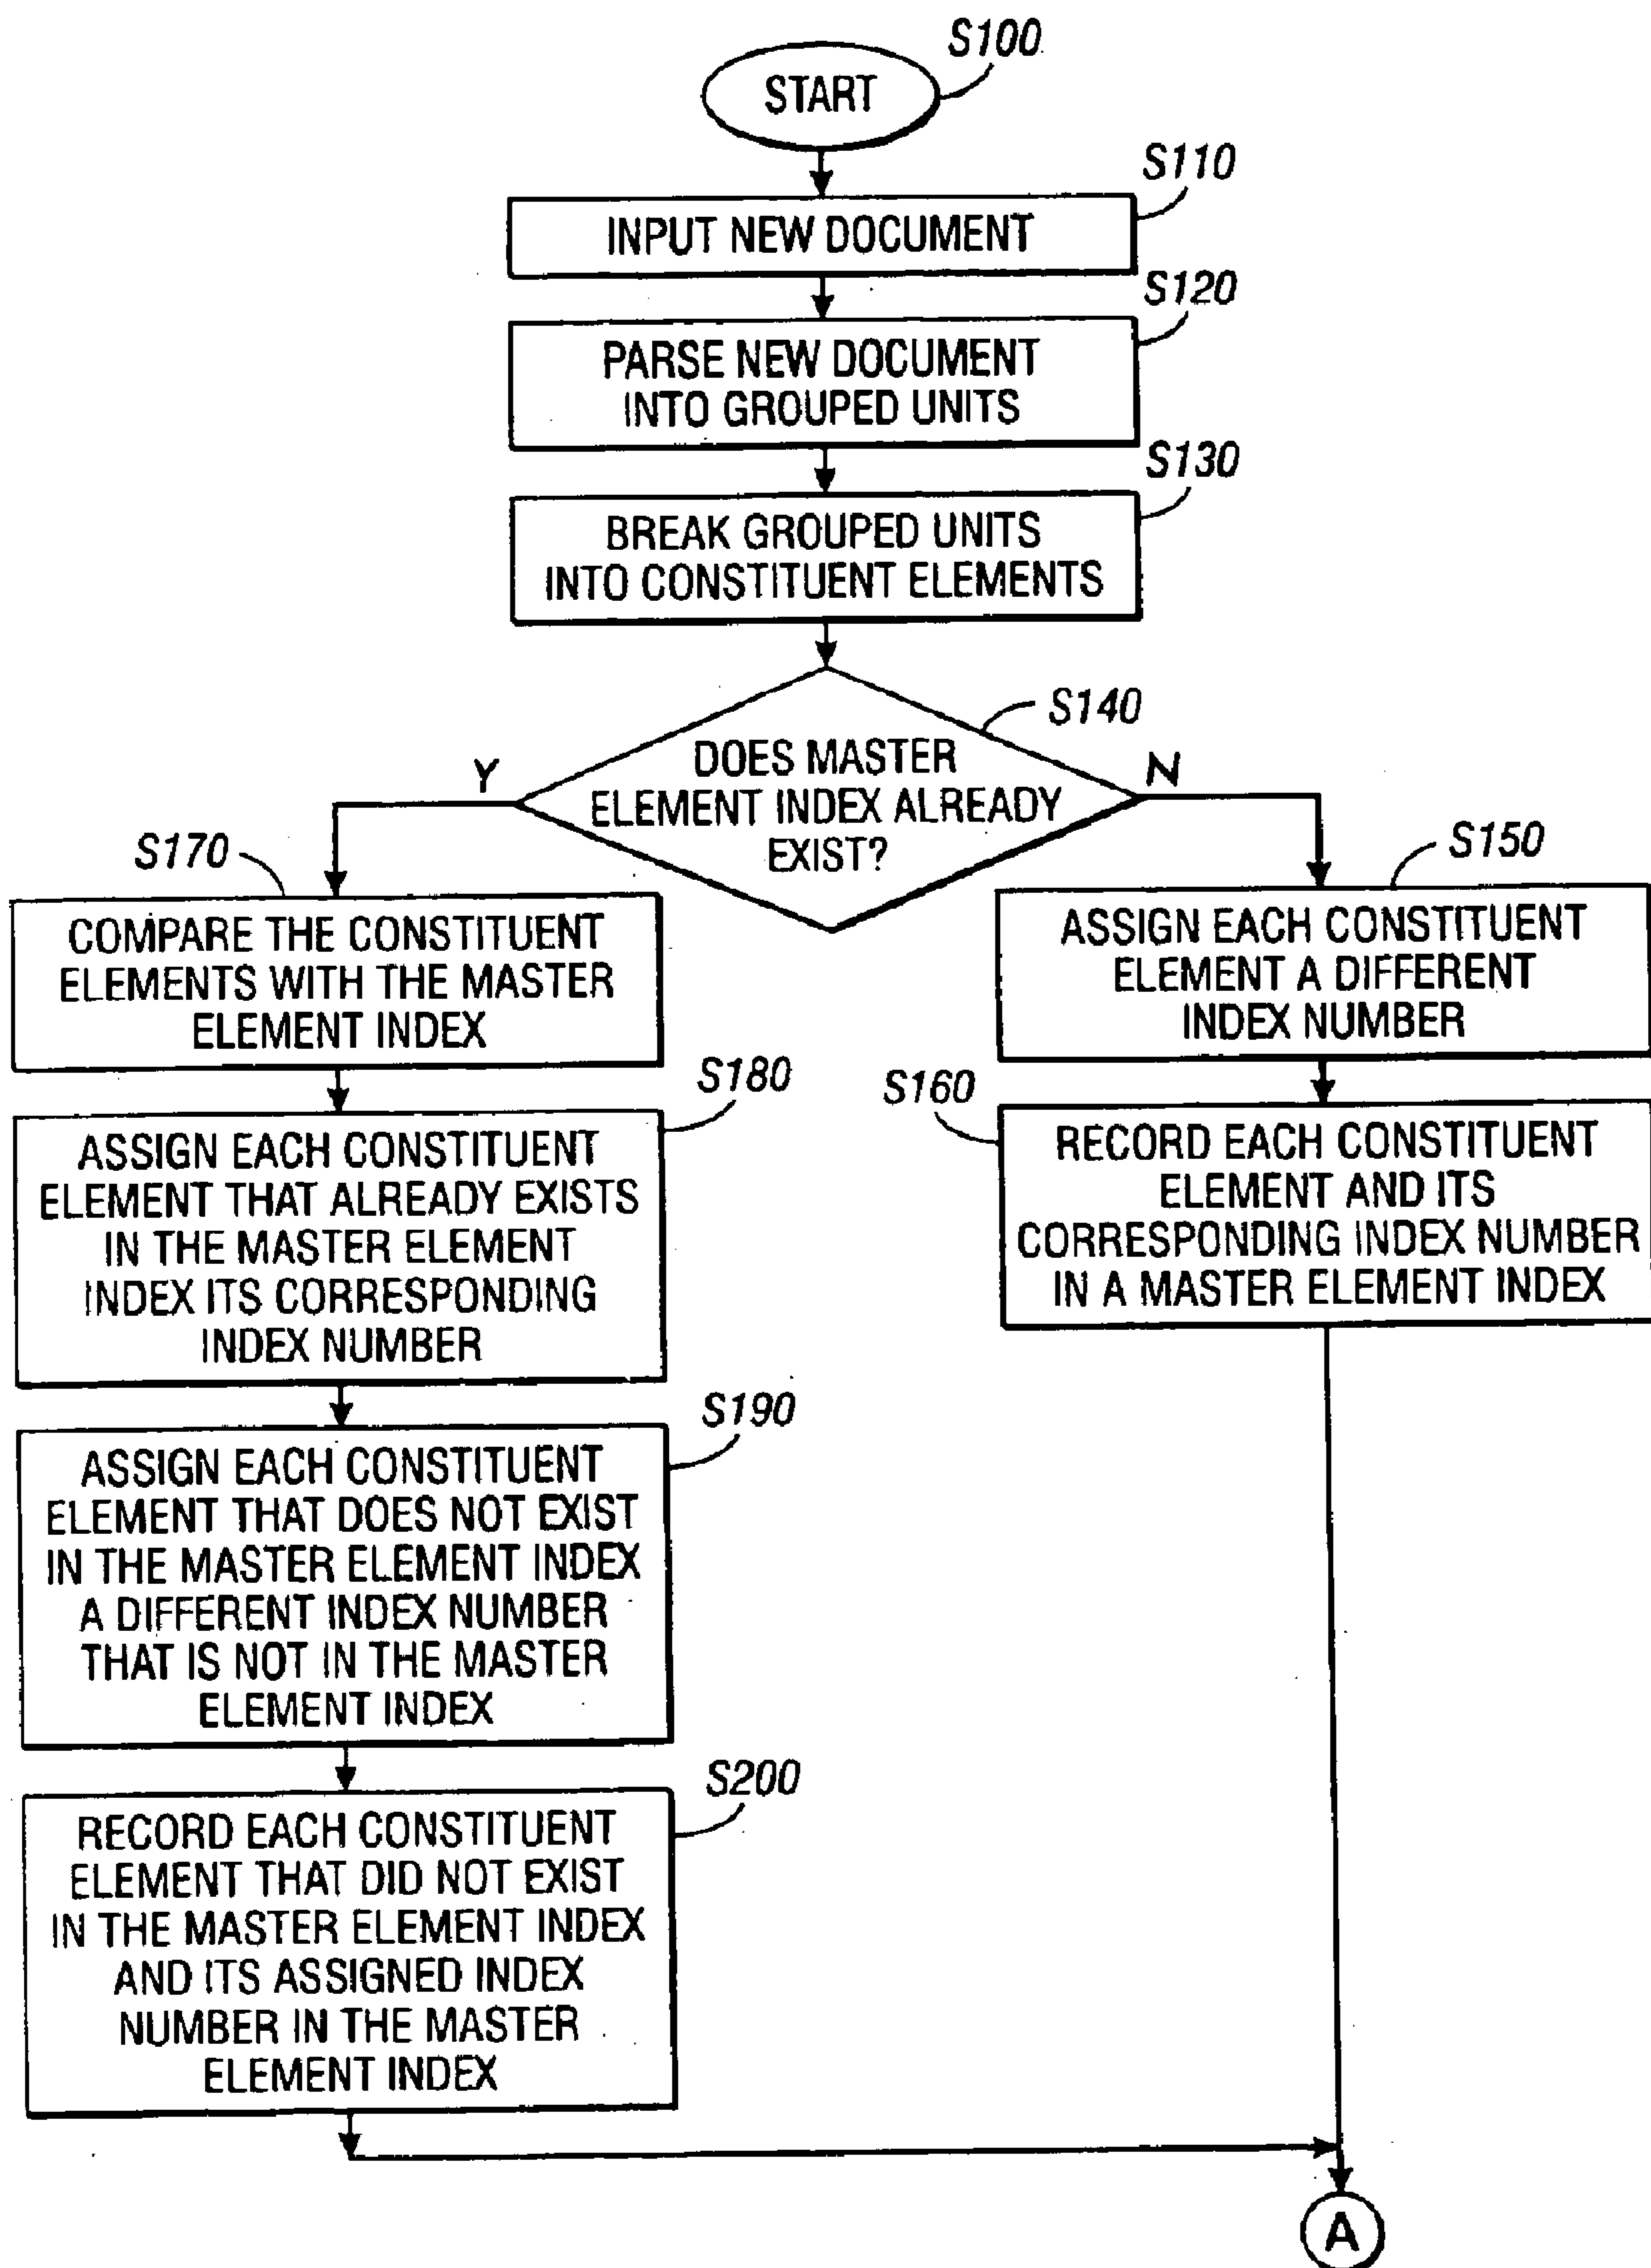 S100
START
S110
INPUT NEW DOCUMENT
S120
PARSE NEW DOCUMENT
INTO GROUPED UNITS
S130
BREAK GROUPED UNITS
INTO CONSTITUENT ELEMENTS
S140
DOES MASTER
ELEMENT INDEX ALREADY
EXIST?
Y
N
S170
COMPARE THE CONSTITUENT
ELEMENTS WITH THE MASTER
ELEMENT INDEX
S150
ASSIGN EACH CONSTITUENT
ELEMENT A DIFFERENT
INDEX NUMBER
S180
ASSIGN EACH CONSTITUENT
ELEMENT THAT ALREADY EXISTS
IN THE MASTER ELEMENT
INDEX ITS CORRESPONDING
INDEX NUMBER
S160
RECORD EACH CONSTITUENT
ELEMENT AND ITS
CORRESPONDING INDEX NUMBER
IN A MASTER ELEMENT INDEX
S190
ASSIGN EACH CONSTITUENT
ELEMENT THAT DOES NOT EXIST
IN THE MASTER ELEMENT INDEX
A DIFFERENT INDEX NUMBER
THAT IS NOT IN THE MASTER
ELEMENT INDEX
S200
RECORD EACH CONSTITUENT
ELEMENT THAT DID NOT EXIST
IN THE MASTER ELEMENT INDEX
AND ITS ASSIGNED INDEX
NUMBER IN THE MASTER
ELEMENT INDEX
A